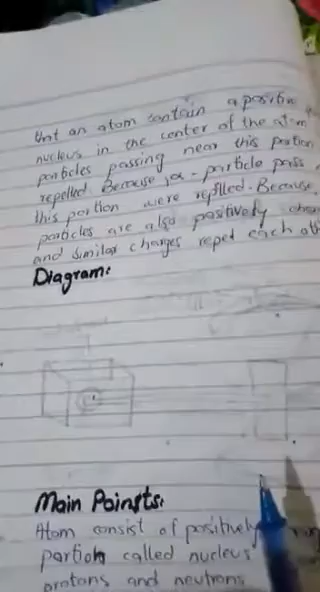 that an atom contain a positive
nucleus in the center of the atom
particles passing near this portion
repelled. Because, α - particle pass
this portion were repelled. Because,
particles are also positively
and similar charges repel each
Diagram:
Main Points:
Atom consist of positively
portion called nucleus
protons and neutrons